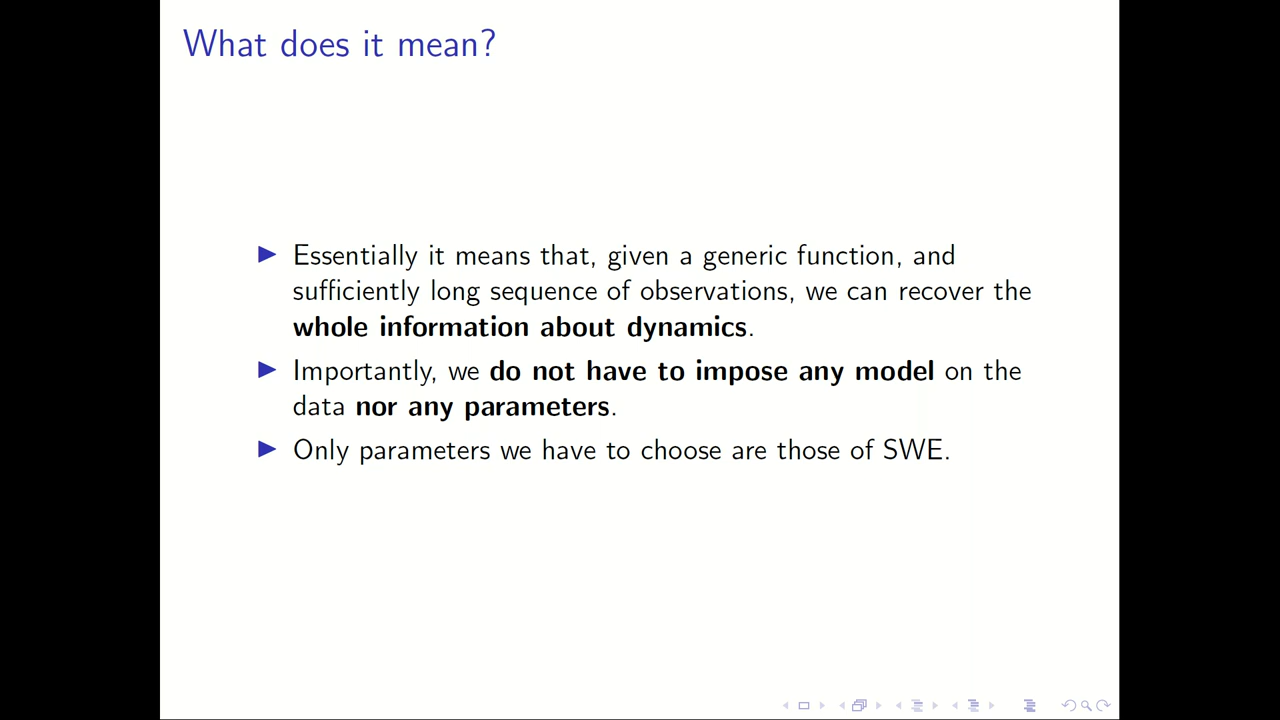 What does it mean?
Essentially it means that, given a generic function, and
sufficiently long sequence of observations, we can recover the
whole information about dynamics.
Importantly, we do not have to impose any model on the
data nor any parameters.
Only parameters we have to choose are those of SWE.